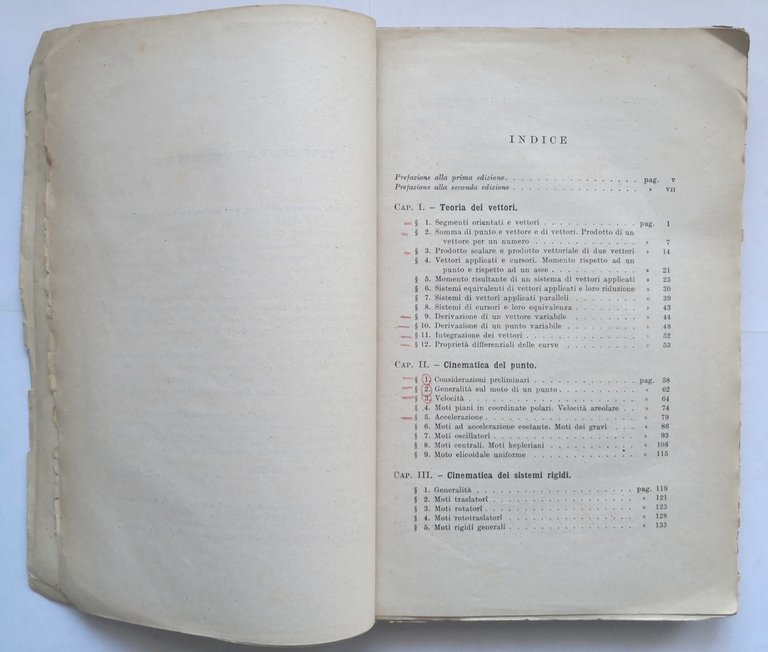 INDICE
Prefazione alla prima edizione . . . . . . . . . . . . . . . . . pag. V
Prefazione alla seconda edizione . . . . . . . . . . . . . . . . » VII
CAP. I. – Teoria dei vettori.
§ 1. Segmenti orientati e vettori . . . . . . . . . . . . pag. 1
§ 2. Somma di punto e vettore e di vettori. Prodotto di un
vettore per un numero . . . . . . . . . . . . » 7
§ 3. Prodotto scalare e prodotto vettoriale di due vettori » 14
§ 4. Vettori applicati e cursori. Momento rispetto ad un
punto e rispetto ad un asse . . . . . . . . . . » 21
§ 5. Momento risultante di un sistema di vettori applicati » 25
§ 6. Sistemi equivalenti di vettori applicati e loro riduzione » 30
§ 7. Sistemi di vettori applicati paralleli . . . . . . . . » 39
§ 8. Sistemi di cursori e loro equivalenza . . . . . . . . » 43
§ 9. Derivazione di un vettore variabile . . . . . . . . » 44
§ 10. Derivazione di un punto variabile . . . . . . . . . » 48
§ 11. Integrazione dei vettori . . . . . . . . . . . . . . » 52
§ 12. Proprietà differenziali delle curve . . . . . . . . . » 53
CAP. II. – Cinematica del punto.
§ 1. Considerazioni preliminari . . . . . . . . . . . . . pag. 58
§ 2. Generalità sul moto di un punto . . . . . . . . . . » 62
§ 3. Velocità . . . . . . . . . . . . . . . . . . . . . » 64
§ 4. Moti piani in coordinate polari. Velocità areolare . . » 74
§ 5. Accelerazione . . . . . . . . . . . . . . . . . . . » 79
§ 6. Moti ad accelerazione costante. Moti dei gravi . . . » 86
§ 7. Moti oscillatori . . . . . . . . . . . . . . . . . . » 93
§ 8. Moti centrali. Moti kepleriani . . . . . . . . . . . » 108
§ 9. Moto elicoidale uniforme . . . . . . . . . . . . . . » 115
CAP. III. – Cinematica dei sistemi rigidi.
§ 1. Generalità . . . . . . . . . . . . . . . . . . . . pag. 119
§ 2. Moti traslatorî . . . . . . . . . . . . . . . . . . » 121
§ 3. Moti rotatorî . . . . . . . . . . . . . . . . . . . » 123
§ 4. Moti rototraslatorî . . . . . . . . . . . . . . . . » 128
§ 5. Moti rigidi generali . . . . . . . . . . . . . . . . » 133